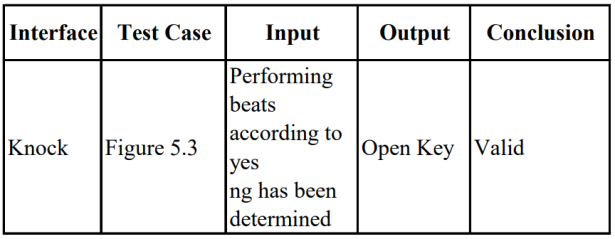 Interface Test Case Input Output Conclusion
Performing
beats
according to
Knock Figure 5.3 yes Open Key Valid
ng has been
determined